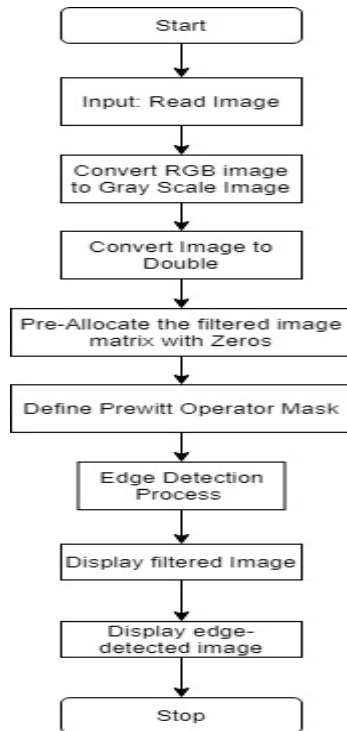 Start
Input: Read Image
Convert RGB image
to Gray Scale Image
Convert Image to
Double
Pre-Allocate the filtered image
matrix with Zeros
Define Prewitt Operator Mask
Edge Detection
Process
Display filtered Image
Display edge-
detected image
Stop